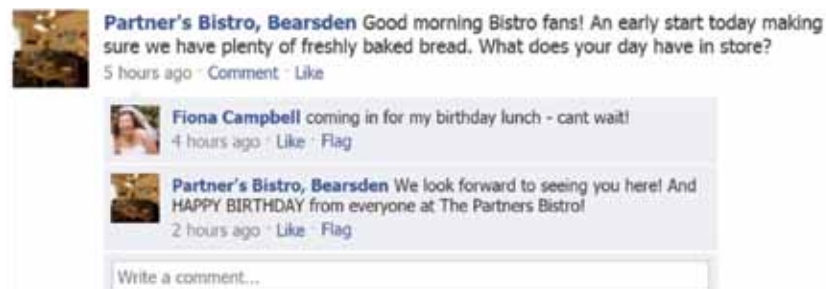 Partner's Bistro, Bearsden Good morning Bistro fans! An early start today making
sure we have plenty of freshly baked bread. What does your day have in store?
5 hours ago · Comment · Like
Fiona Campbell coming in for my birthday lunch - cant wait!
4 hours ago · Like · Flag
Partner's Bistro, Bearsden We look forward to seeing you here! And
HAPPY BIRTHDAY from everyone at The Partners Bistro!
2 hours ago · Like · Flag
Write a comment...